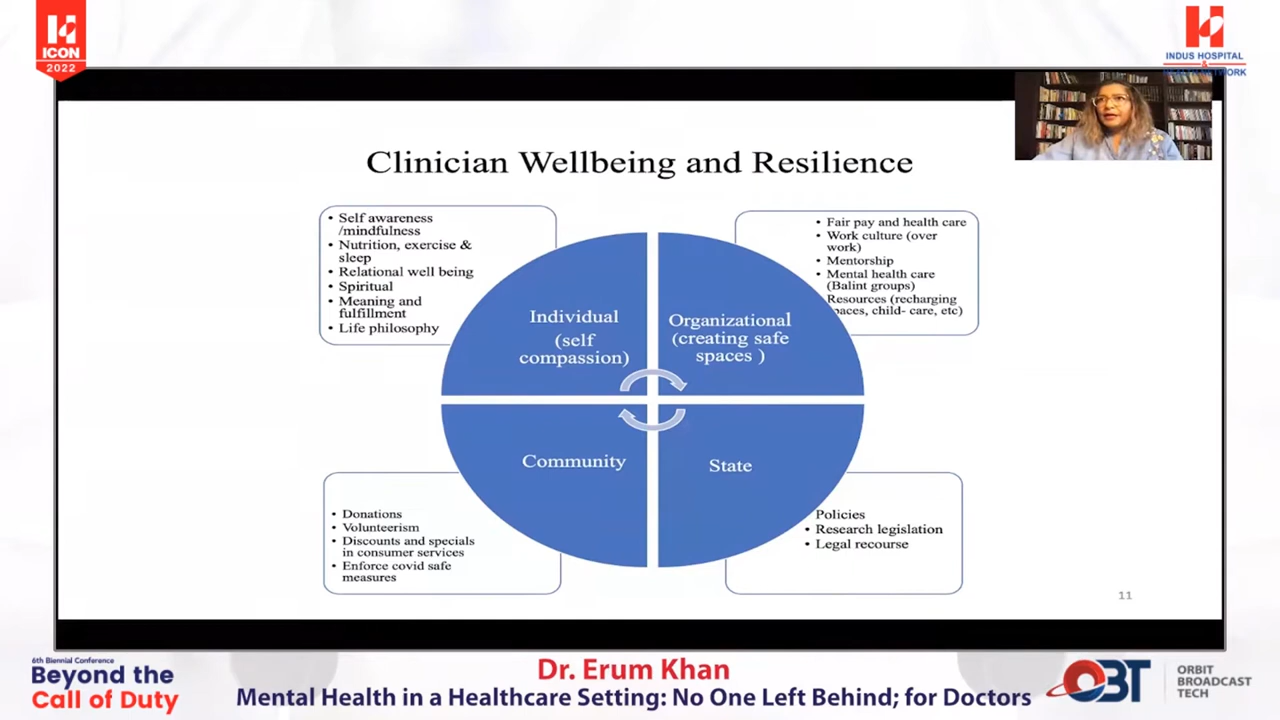 ICON
2022
INDUS HOSPITAL
&
Clinician Wellbeing and Resilience
• Self awareness
/mindfulness
• Nutrition, exercise &
sleep
• Relational well being
• Spiritual
• Meaning and
fulfillment
• Life philosophy
• Fair pay and health care
• Work culture (over
work)
• Mentorship
• Mental health care
(Balint groups)
Resources (recharging
paces, child- care, etc)
Individual
(self
compassion)
Organizational
(creating safe
spaces )
Community
State
• Donations
• Volunteerism
• Discounts and specials
in consumer services
• Enforce covid safe
measures
Policies
• Research legislation
• Legal recourse
11
6th Biennial Conference
Beyond the
Call of Duty
Dr. Erum Khan
Mental Health in a Healthcare Setting: No One Left Behind; for Doctors
OBT
ORBIT
BROADCAST
TECH